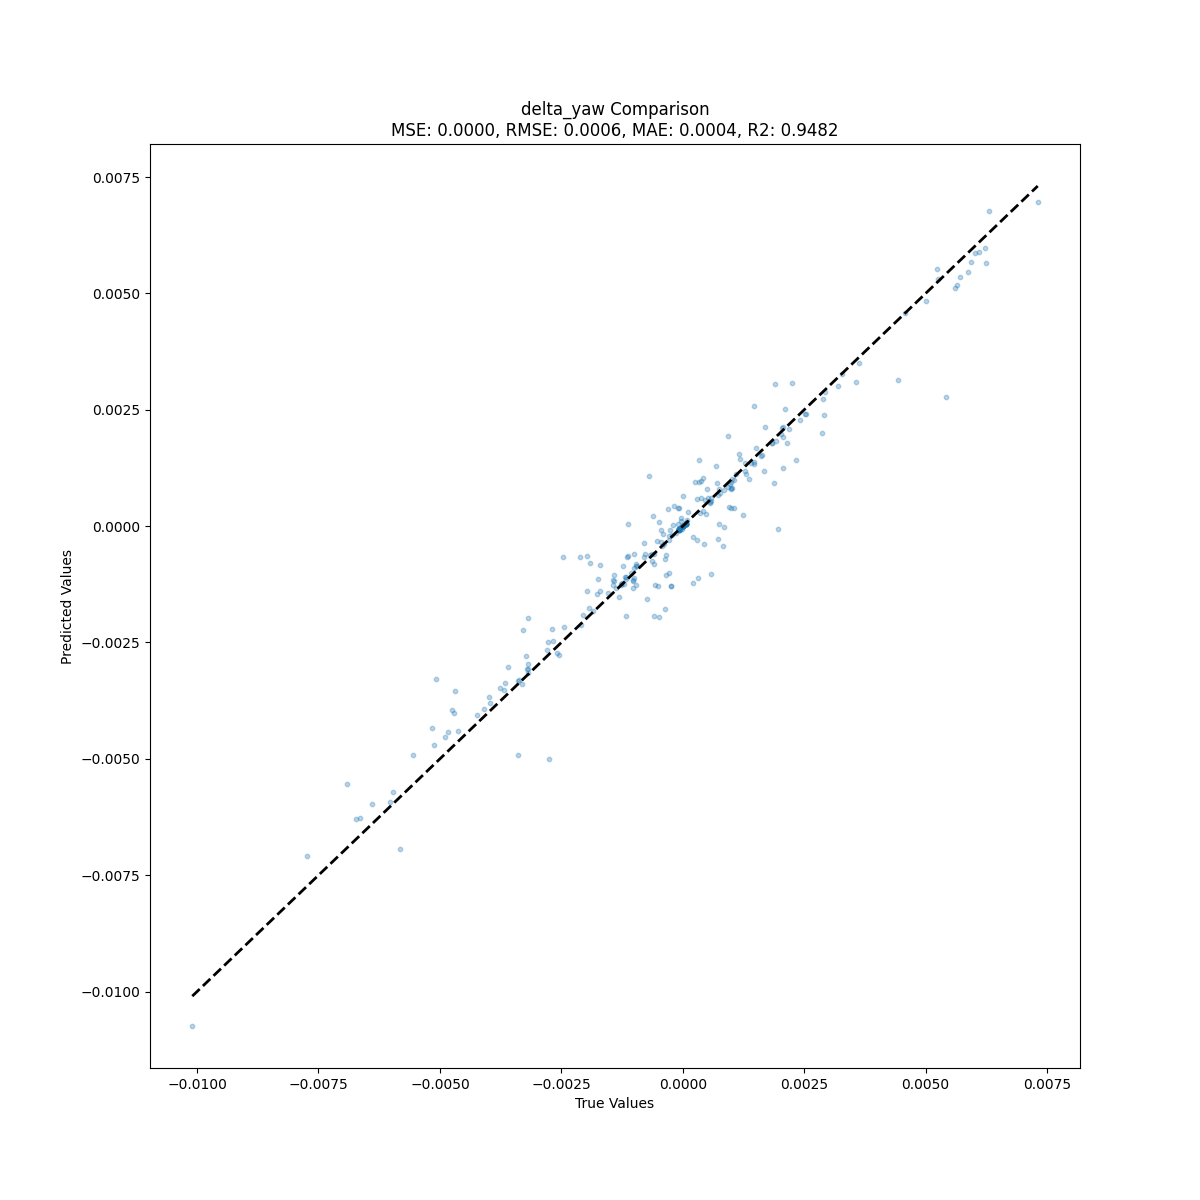 delta_yaw Comparison
MSE: 0.0000, RMSE: 0.0006, MAE: 0.0004, R2: 0.9482
0.0075
0.0050
0.0025
0.0000
−0.0025
−0.0050
−0.0075
−0.0100
Predicted Values
−0.0100 −0.0075 −0.0050 −0.0025 0.0000 0.0025 0.0050 0.0075
True Values